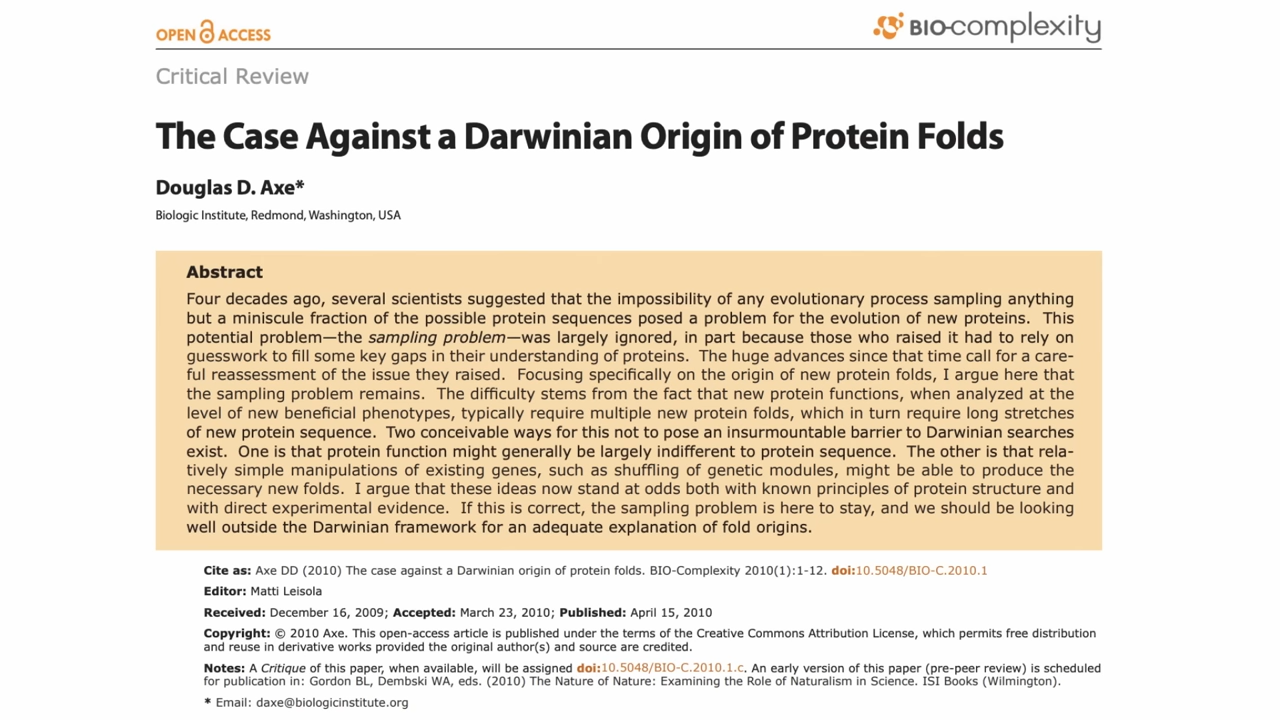 OPEN ACCESS
BIO-complexity
Critical Review
The Case Against a Darwinian Origin of Protein Folds
Douglas D. Axe*
Biologic Institute, Redmond, Washington, USA
Abstract
Four decades ago, several scientists suggested that the impossibility of any evolutionary process sampling anything
but a miniscule fraction of the possible protein sequences posed a problem for the evolution of new proteins. This
potential problem—the sampling problem—was largely ignored, in part because those who raised it had to rely on
guesswork to fill some key gaps in their understanding of proteins. The huge advances since that time call for a care-
ful reassessment of the issue they raised. Focusing specifically on the origin of new protein folds, I argue here that
the sampling problem remains. The difficulty stems from the fact that new protein functions, when analyzed at the
level of new beneficial phenotypes, typically require multiple new protein folds, which in turn require long stretches
of new protein sequence. Two conceivable ways for this not to pose an insurmountable barrier to Darwinian searches
exist. One is that protein function might generally be largely indifferent to protein sequence. The other is that rela-
tively simple manipulations of existing genes, such as shuffling of genetic modules, might be able to produce the
necessary new folds. I argue that these ideas now stand at odds both with known principles of protein structure and
with direct experimental evidence. If this is correct, the sampling problem is here to stay, and we should be looking
well outside the Darwinian framework for an adequate explanation of fold origins.
Cite as: Axe DD (2010) The case against a Darwinian origin of protein folds. BIO-Complexity 2010(1):1-12. doi:10.5048/BIO-C.2010.1
Editor: Matti Leisola
Received: December 16, 2009; Accepted: March 23, 2010; Published: April 15, 2010
Copyright: © 2010 Axe. This open-access article is published under the terms of the Creative Commons Attribution License, which permits free distribution
and reuse in derivative works provided the original author(s) and source are credited.
Notes: A Critique of this paper, when available, will be assigned doi:10.5048/BIO-C.2010.1.c. An early version of this paper (pre-peer review) is scheduled
for publication in: Gordon BL, Dembski WA, eds. (2010) The Nature of Nature: Examining the Role of Naturalism in Science. ISI Books (Wilmington).
* Email: daxe@biologicinstitute.org